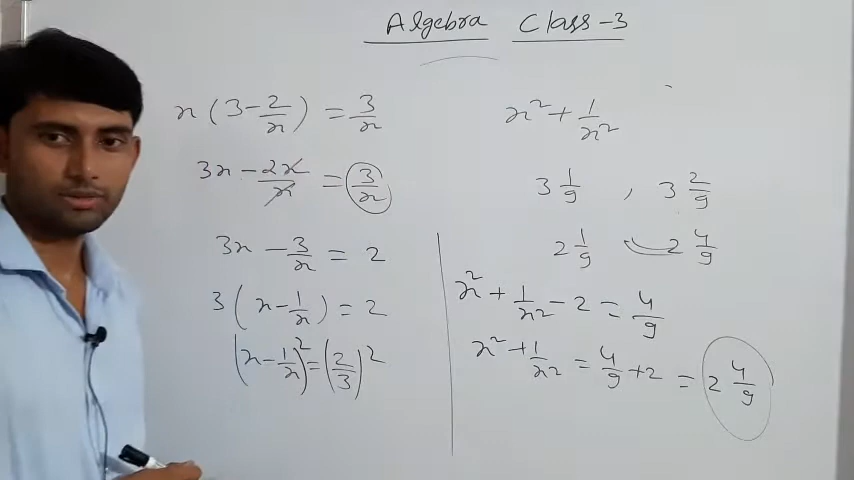 Algebra Class-3
x(3 - 2/x) = 3/x
3x - 2x/x = 3/x
3x - 3/x = 2
3(x - 1/x) = 2
(x - 1/x)² = (2/3)²
x² + 1/x²
3 1/9 , 3 2/9
2 1/9 2 4/9
x² + 1/x² - 2 = 4/9
x² + 1/x² = 4/9 + 2 = 2 4/9